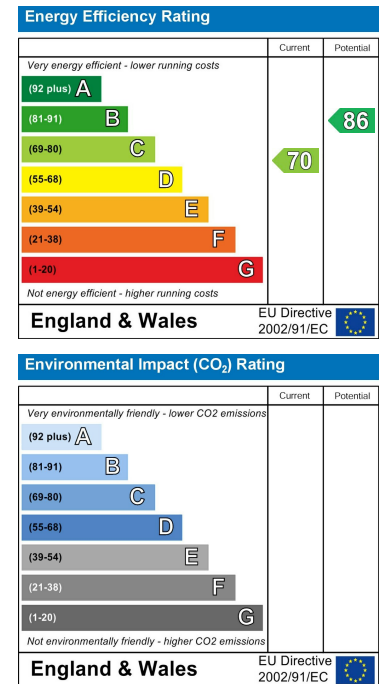 Energy Efficiency Rating
Current Potential
Very energy efficient - lower running costs
(92 plus) A
(81-91) B
86
(69-80) C
70
(55-68) D
(39-54) E
(21-38) F
(1-20) G
Not energy efficient - higher running costs
England & Wales
EU Directive
2002/91/EC
Environmental Impact (CO₂) Rating
Current Potential
Very environmentally friendly - lower CO2 emissions
(92 plus) A
(81-91) B
(69-80) C
(55-68) D
(39-54) E
(21-38) F
(1-20) G
Not environmentally friendly - higher CO2 emissions
England & Wales
EU Directive
2002/91/EC